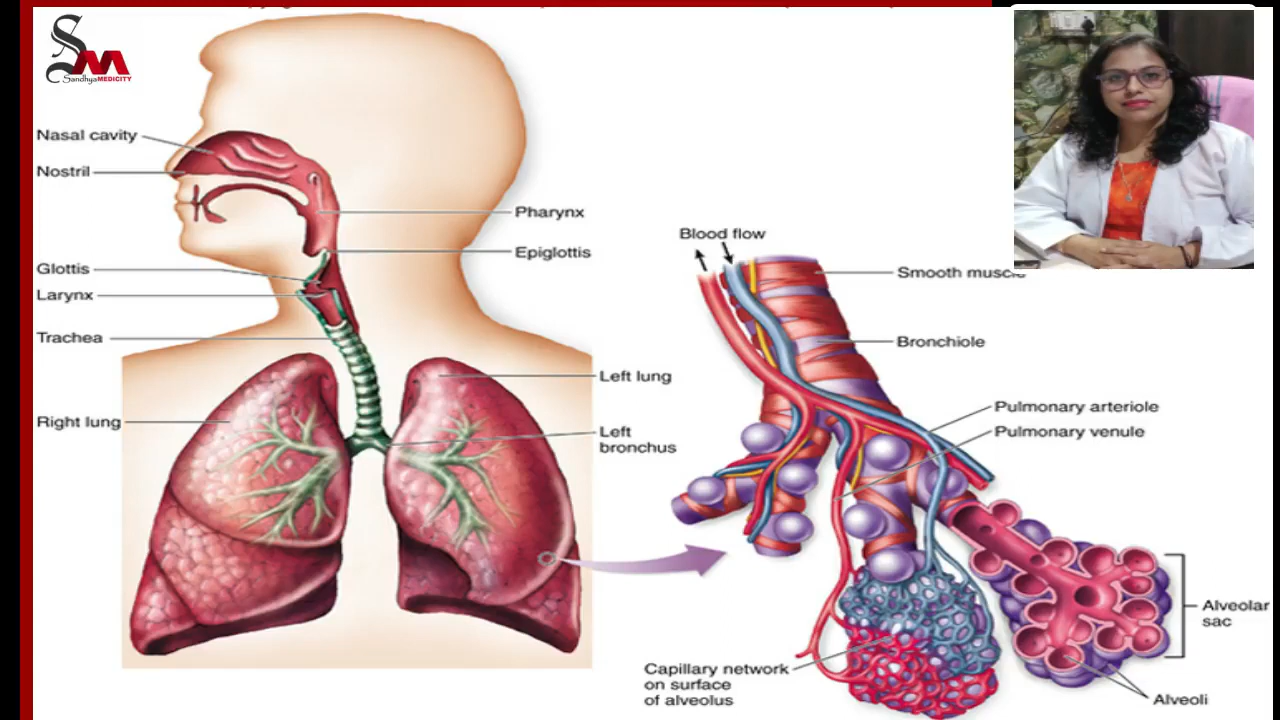 SM
Sandhya MEDICITY
Nasal cavity
Nostril
Glottis
Larynx
Trachea
Right lung
Pharynx
Epiglottis
Left lung
Left
bronchus
Blood flow
Smooth muscle
Bronchiole
Pulmonary arteriole
Pulmonary venule
Capillary network
on surface
of alveolus
Alveolar
sac
Alveoli